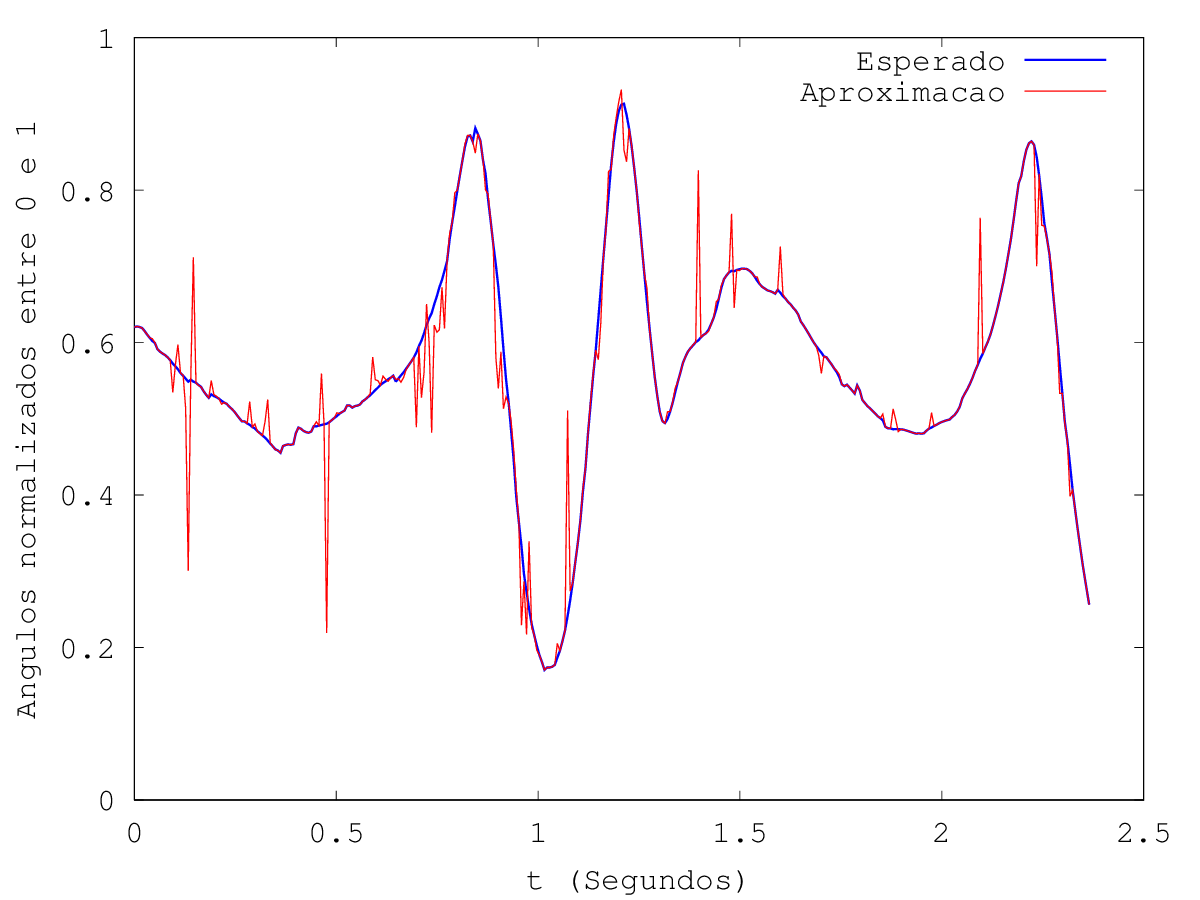 Angulos normalizados entre 0 e 1
1
0.8
0.6
0.4
0.2
0
Esperado
Aproximacao
0 0.5 1 1.5 2 2.5
t (Segundos)